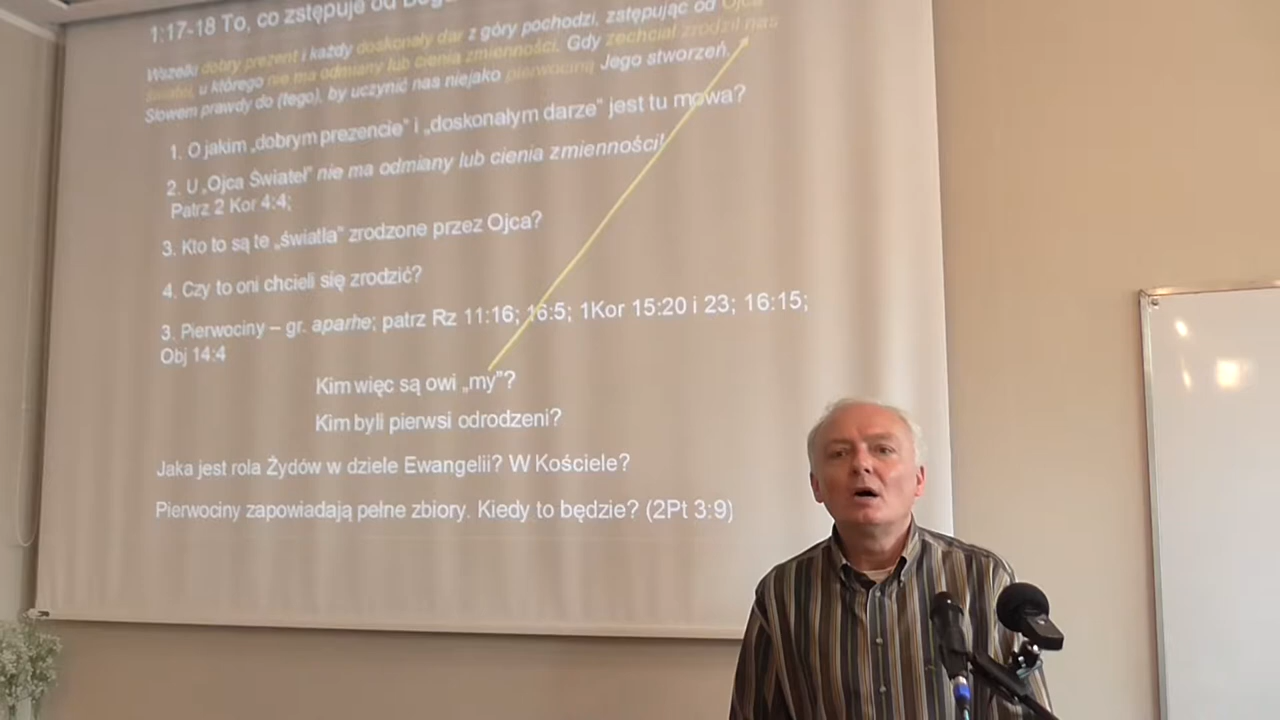 1:17-18 To, co zstępuje od
Wszelki dobry prezent i każdy doskonały dar z góry pochodzi, zstępując od Ojca
świateł, u którego nie ma odmiany lub cienia zmienności. Gdy zechciał zrodził nas
Słowem prawdy do (tego), by uczynić nas niejako pierwociną Jego stworzeń.
1. O jakim „dobrym prezencie" i „doskonałym darze" jest tu mowa?
2. U „Ojca Świateł" nie ma odmiany lub cienia zmienności!
Patrz 2 Kor 4:4;
3. Kto to są te „światła" zrodzone przez Ojca?
4. Czy to oni chcieli się zrodzić?
3. Pierwociny – gr. aparhe; patrz Rz 11:16; 16:5; 1Kor 15:20 i 23; 16:15;
Obj 14:4
Kim więc są owi „my"?
Kim byli pierwsi odrodzeni?
Jaka jest rola Żydów w dziele Ewangelii? W Kościele?
Pierwociny zapowiadają pełne zbiory. Kiedy to będzie? (2Pt 3:9)